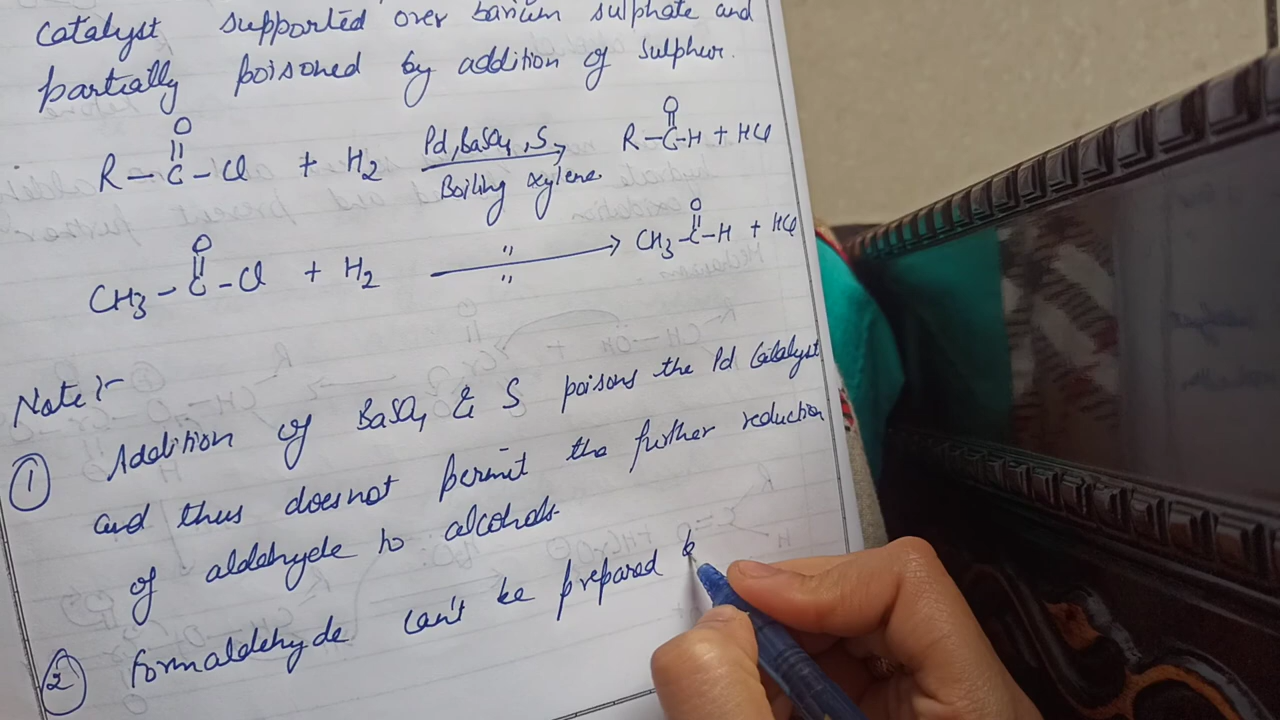 catalyst supported over barium sulphate and
partially poisoned by addition of sulphur.
O
R-C-Cl + H2 Pd, BaSO4, S Boiling xylene. R-C-H + HCl
O
O
CH3-C-Cl + H2 " " CH3-C-H + HCl
O
Note:-
① Addition of BaSO4 & S poisons the Pd Catalyst
and thus does not permit the further reduction
of aldehyde to alcohols.
② Formaldehyde can't be prepared b